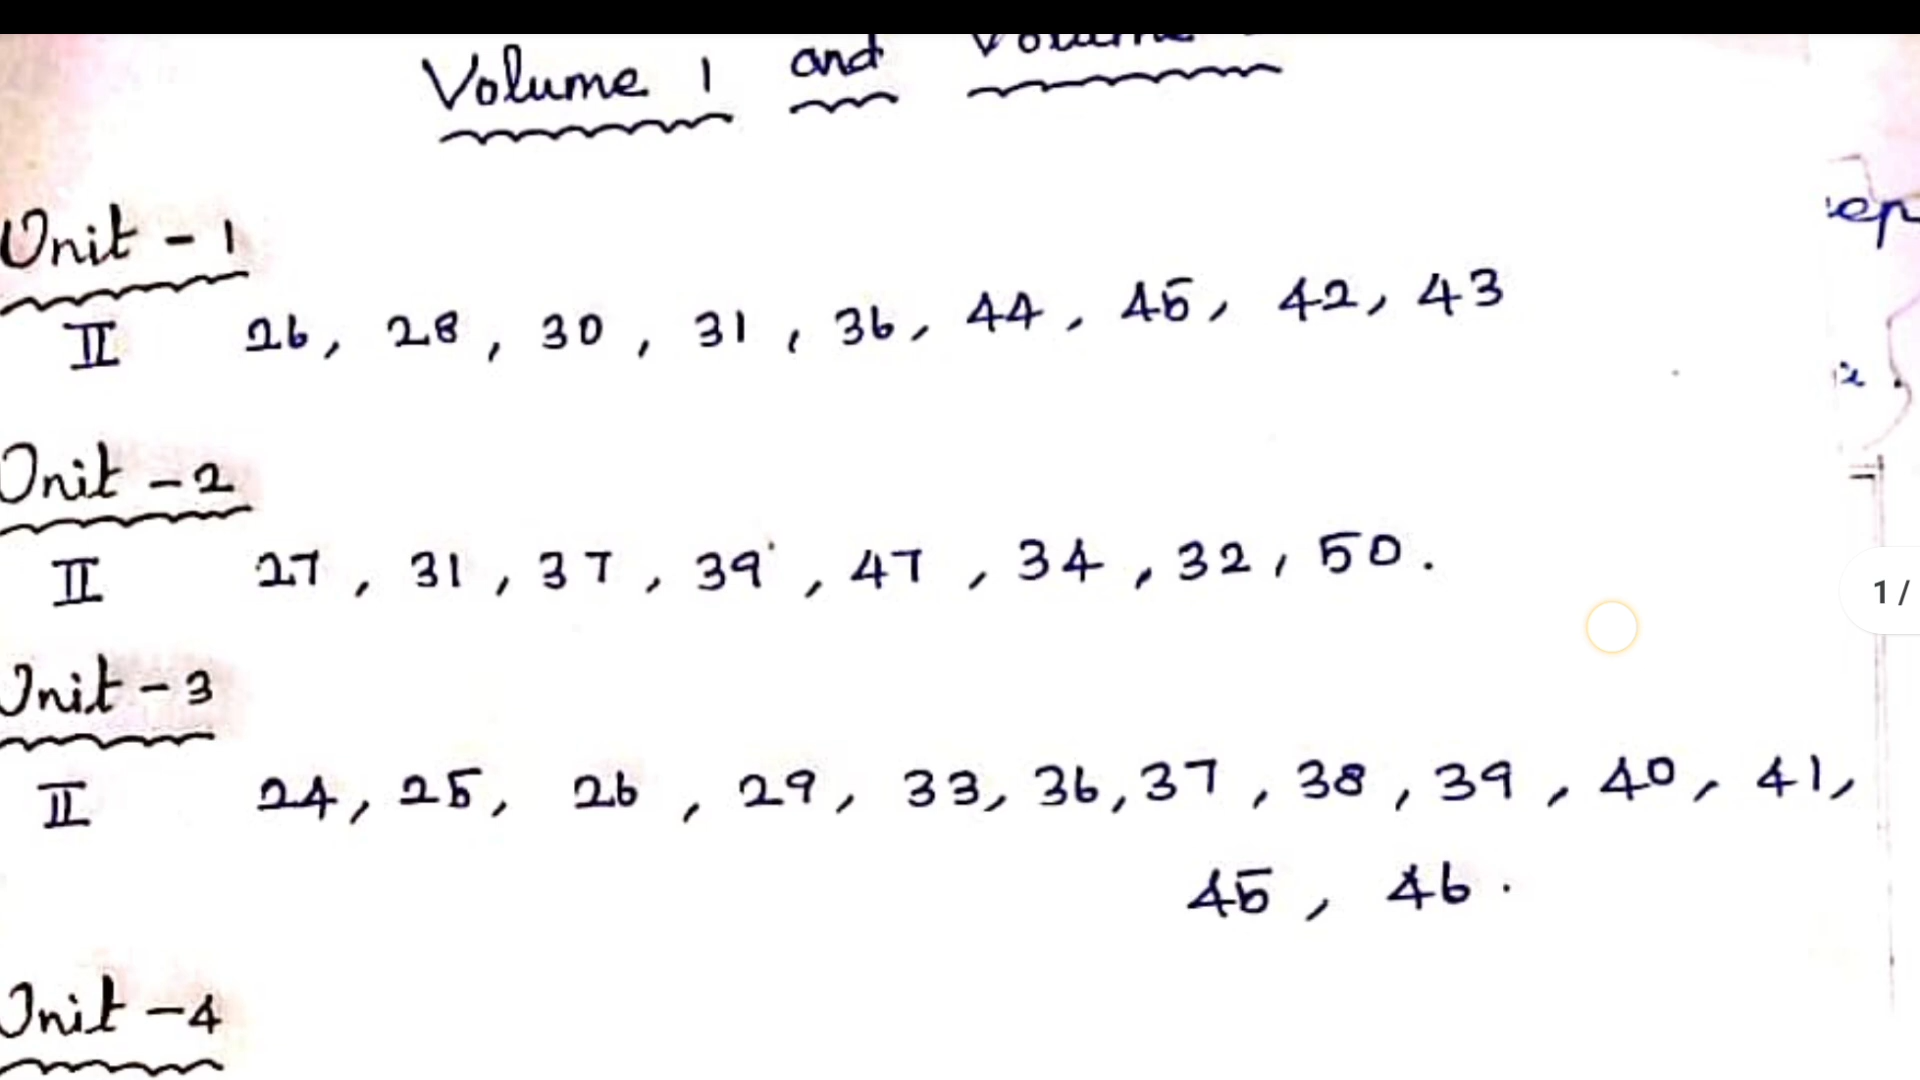 Volume 1 and Volume
Unit - 1
II 26, 28, 30, 31, 36, 44, 45, 42, 43
Unit - 2
II 27, 31, 37, 39, 47, 34, 32, 50.
Unit - 3
II 24, 25, 26, 29, 33, 36, 37, 38, 39, 40, 41,
45, 46.
Unit - 4
1 /